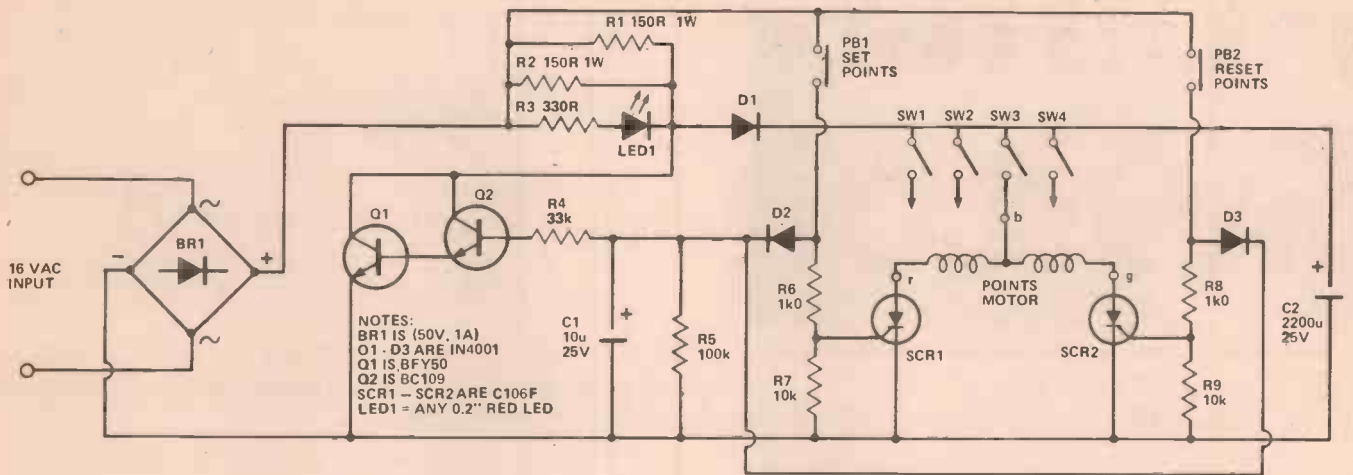 R1 150R 1W
R2 150R 1W
R3 330R
LED1
D1
PB1
SET
POINTS
PB2
RESET
POINTS
SW1 SW2 SW3 SW4
Q1
Q2
R4
33k
D2
b
D3
16 VAC
INPUT
~
BR1
-
+
~
NOTES:
BR1 IS (50V, 1A)
O1 - D3 ARE IN4001
Q1 IS BFY50
Q2 IS BC109
SCR1 – SCR2 ARE C106F
LED1 = ANY 0.2" RED LED
+
C1
10u
25V
R5
100k
R6
1k0
R7
10k
r
POINTS
MOTOR
g
SCR1
SCR2
R8
1k0
R9
10k
+
C2
2200u
25V